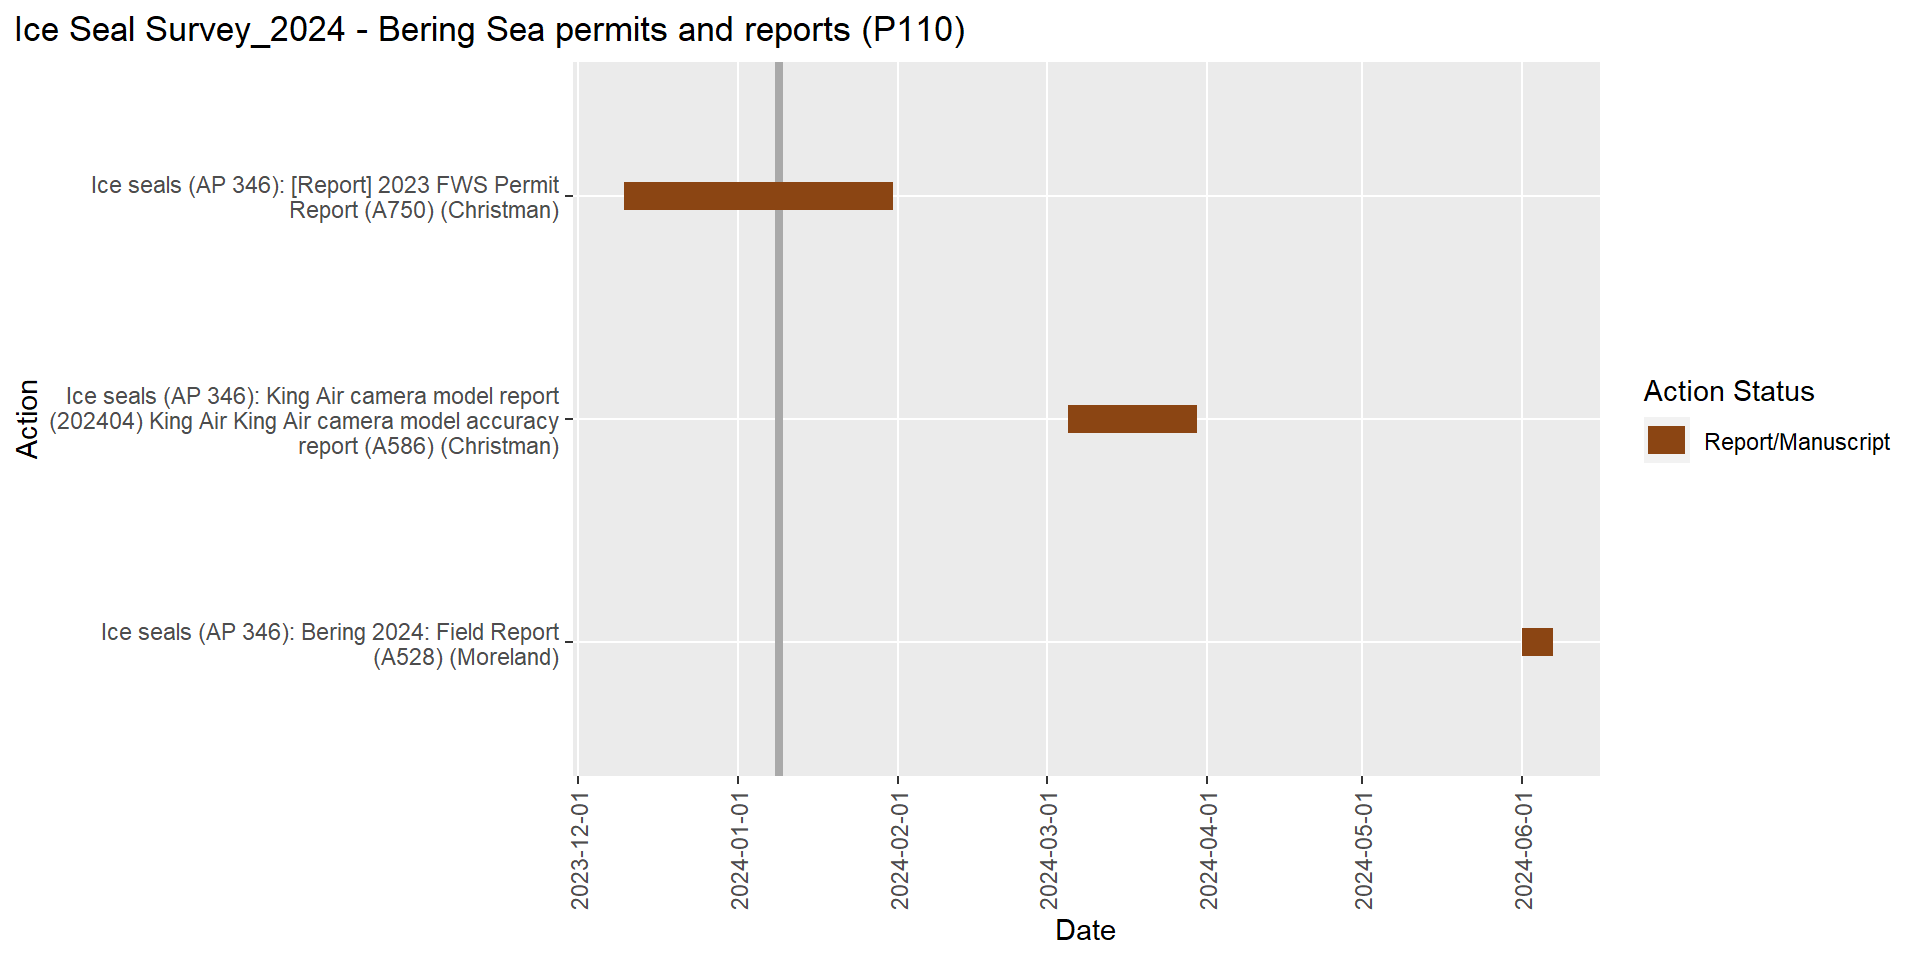 Ice Seal Survey_2024 - Bering Sea permits and reports (P110)
Action
Ice seals (AP 346): [Report] 2023 FWS Permit
Report (A750) (Christman)
Ice seals (AP 346): King Air camera model report
(202404) King Air King Air camera model accuracy
report (A586) (Christman)
Ice seals (AP 346): Bering 2024: Field Report
(A528) (Moreland)
2023-12-01
2024-01-01
2024-02-01
2024-03-01
2024-04-01
2024-05-01
2024-06-01
Date
Action Status
Report/Manuscript